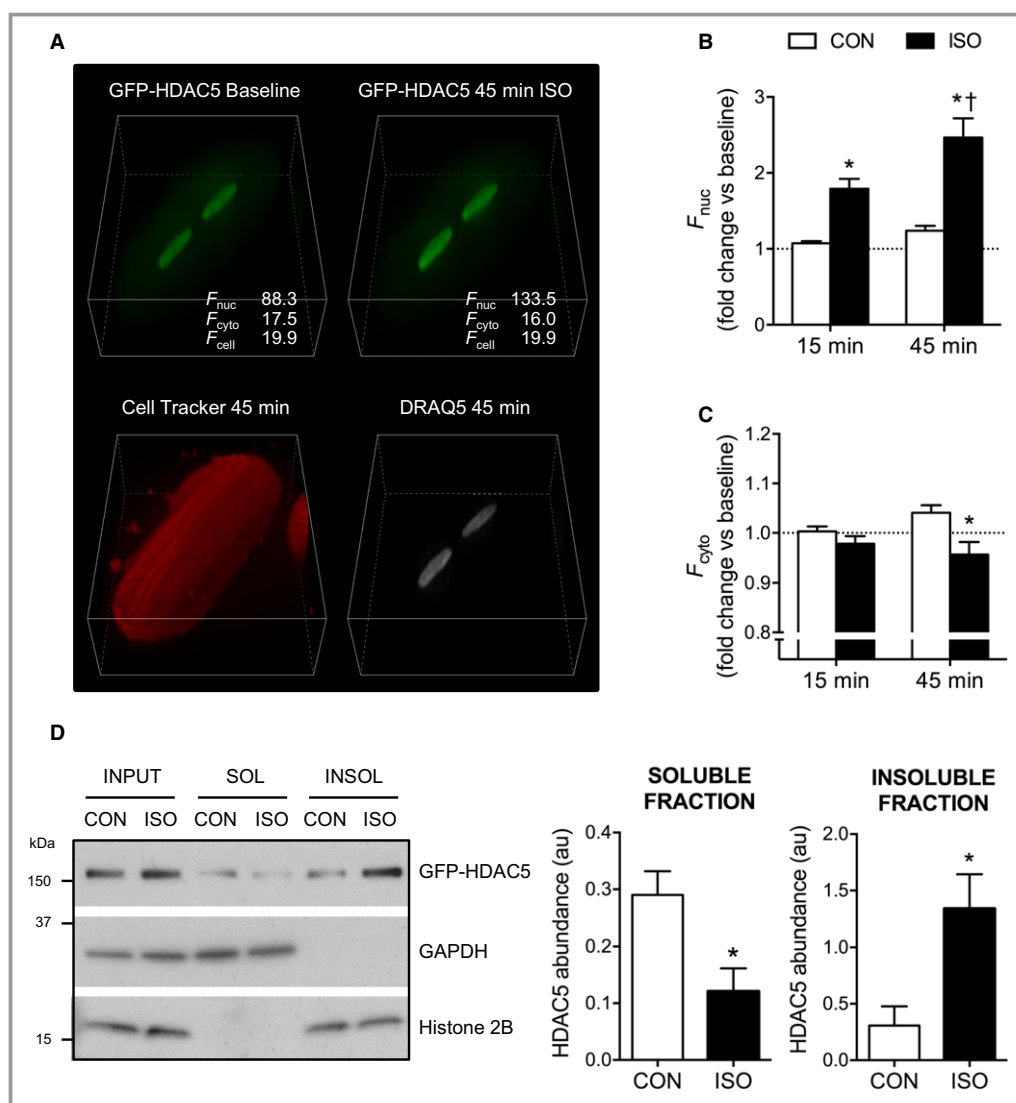 A
GFP-HDAC5 Baseline
GFP-HDAC5 45 min ISO
Fnuc 88.3
Fcyto 17.5
Fcell 19.9
Fnuc 133.5
Fcyto 16.0
Fcell 19.9
Cell Tracker 45 min
DRAQ5 45 min
B
CON ISO
Fnuc
(fold change vs baseline)
3
2
1
0
*
*†
15 min 45 min
C
Fcyto
(fold change vs baseline)
1.2
1.1
1.0
0.9
0.8
*
15 min 45 min
D
INPUT SOL INSOL
CON ISO CON ISO CON ISO
kDa
150
37
15
GFP-HDAC5
GAPDH
Histone 2B
SOLUBLE
FRACTION
HDAC5 abundance (au)
0.4
0.3
0.2
0.1
0.0
*
CON ISO
INSOLUBLE
FRACTION
HDAC5 abundance (au)
2.0
1.5
1.0
0.5
0.0
*
CON ISO